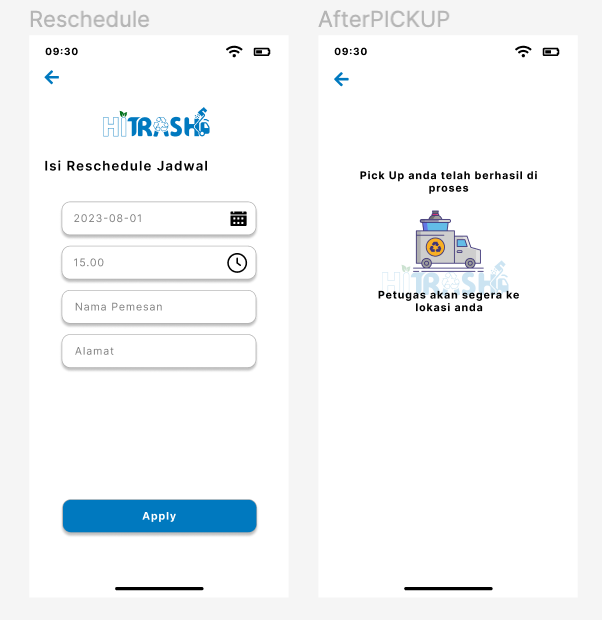 Reschedule
09:30
HiTRASH
Isi Reschedule Jadwal
2023-08-01
15.00
Nama Pemesan
Alamat
Apply
AfterPICKUP
09:30
Pick Up anda telah berhasil di
proses
HiTRASH
Petugas akan segera ke
lokasi anda